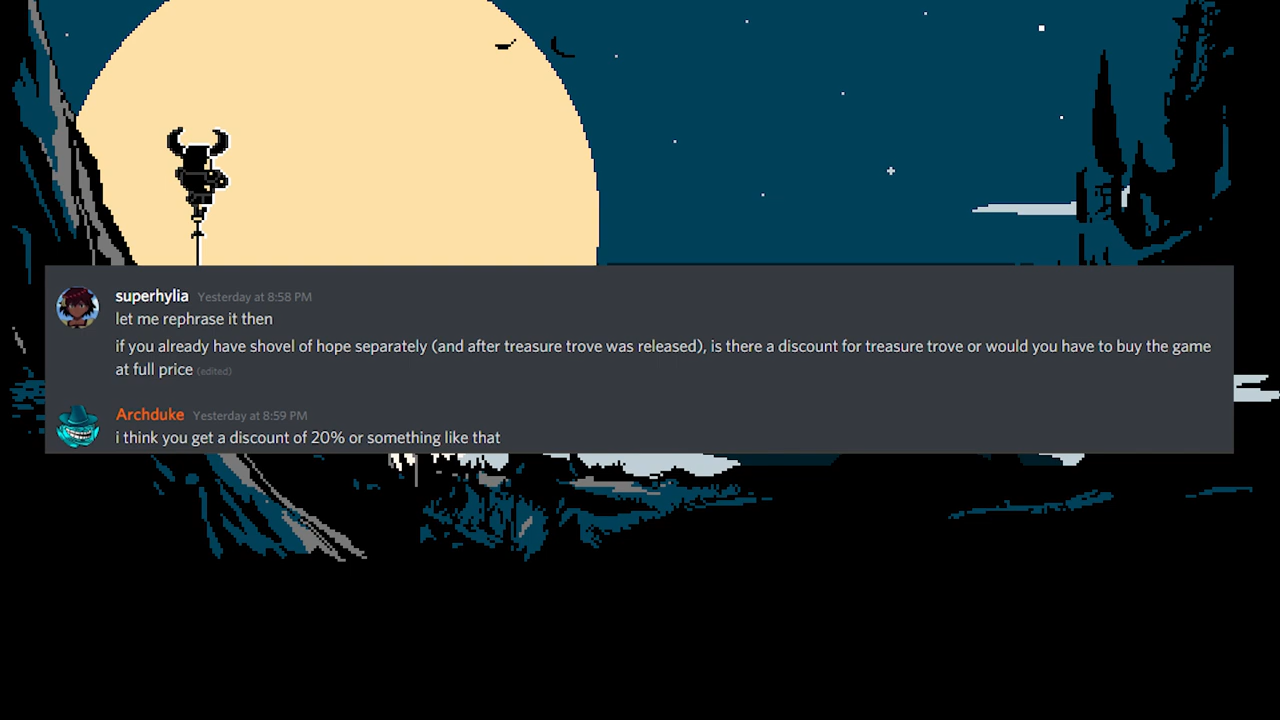 superhylia Yesterday at 8:58 PM
let me rephrase it then
if you already have shovel of hope separately (and after treasure trove was released), is there a discount for treasure trove or would you have to buy the game
at full price (edited)
Archduke Yesterday at 8:59 PM
i think you get a discount of 20% or something like that